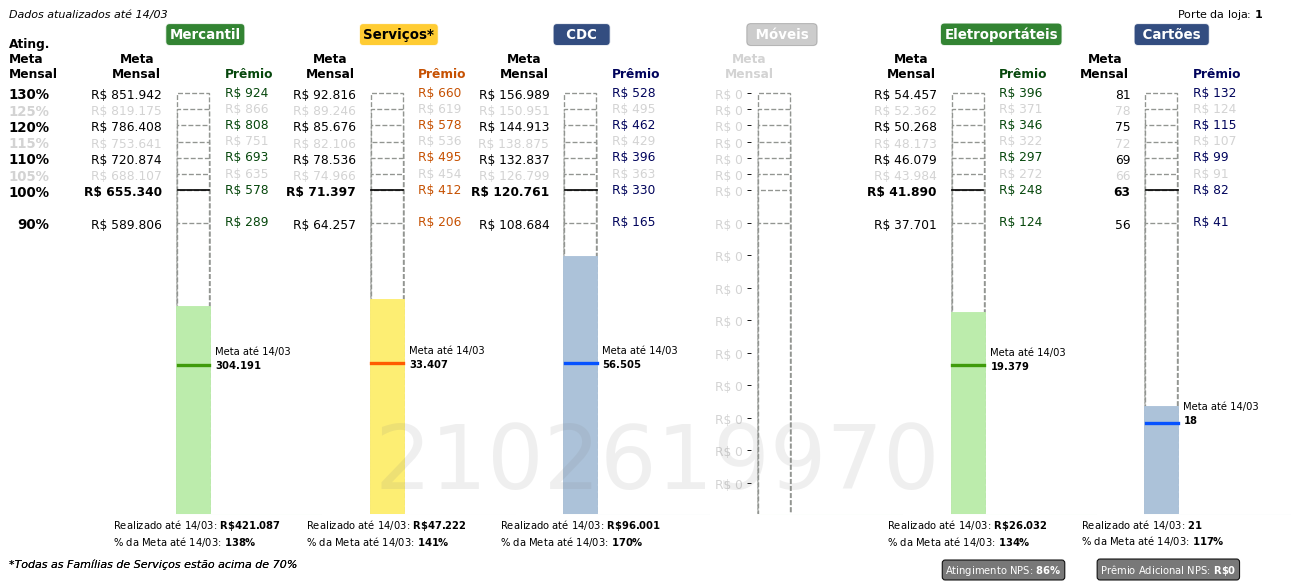 Dados atualizados até 14/03
Porte da loja: 1
Mercantil Serviços* CDC Móveis Eletroportáteis Cartões
Ating.
Meta Meta Meta Meta Meta Meta Meta
Mensal Mensal Prêmio Mensal Prêmio Mensal Prêmio Mensal Mensal Prêmio Mensal Prêmio
130% R$ 851.942 R$ 924 R$ 92.816 R$ 660 R$ 156.989 R$ 528 R$ 0 R$ 54.457 R$ 396 81 R$ 132
125% R$ 819.175 R$ 866 R$ 89.246 R$ 619 R$ 150.951 R$ 495 R$ 0 R$ 52.362 R$ 371 78 R$ 124
120% R$ 786.408 R$ 808 R$ 85.676 R$ 578 R$ 144.913 R$ 462 R$ 0 R$ 50.268 R$ 346 75 R$ 115
115% R$ 753.641 R$ 751 R$ 82.106 R$ 536 R$ 138.875 R$ 429 R$ 0 R$ 48.173 R$ 322 72 R$ 107
110% R$ 720.874 R$ 693 R$ 78.536 R$ 495 R$ 132.837 R$ 396 R$ 0 R$ 46.079 R$ 297 69 R$ 99
105% R$ 688.107 R$ 635 R$ 74.966 R$ 454 R$ 126.799 R$ 363 R$ 0 R$ 43.984 R$ 272 66 R$ 91
100% R$ 655.340 R$ 578 R$ 71.397 R$ 412 R$ 120.761 R$ 330 R$ 0 R$ 41.890 R$ 248 63 R$ 82
90% R$ 589.806 R$ 289 R$ 64.257 R$ 206 R$ 108.684 R$ 165 R$ 0 R$ 37.701 R$ 124 56 R$ 41
R$ 0
R$ 0
R$ 0
Meta até 14/03 Meta até 14/03 Meta até 14/03 R$ 0 Meta até 14/03
304.191 33.407 56.505 19.379
R$ 0
Meta até 14/03
R$ 0 18
R$ 0
2102619970
R$ 0
Realizado até 14/03: R$421.087 Realizado até 14/03: R$47.222 Realizado até 14/03: R$96.001 Realizado até 14/03: R$26.032 Realizado até 14/03: 21
% da Meta até 14/03: 138% % da Meta até 14/03: 141% % da Meta até 14/03: 170% % da Meta até 14/03: 134% % da Meta até 14/03: 117%
*Todas as Famílias de Serviços estão acima de 70%
Atingimento NPS: 86% Prêmio Adicional NPS: R$0